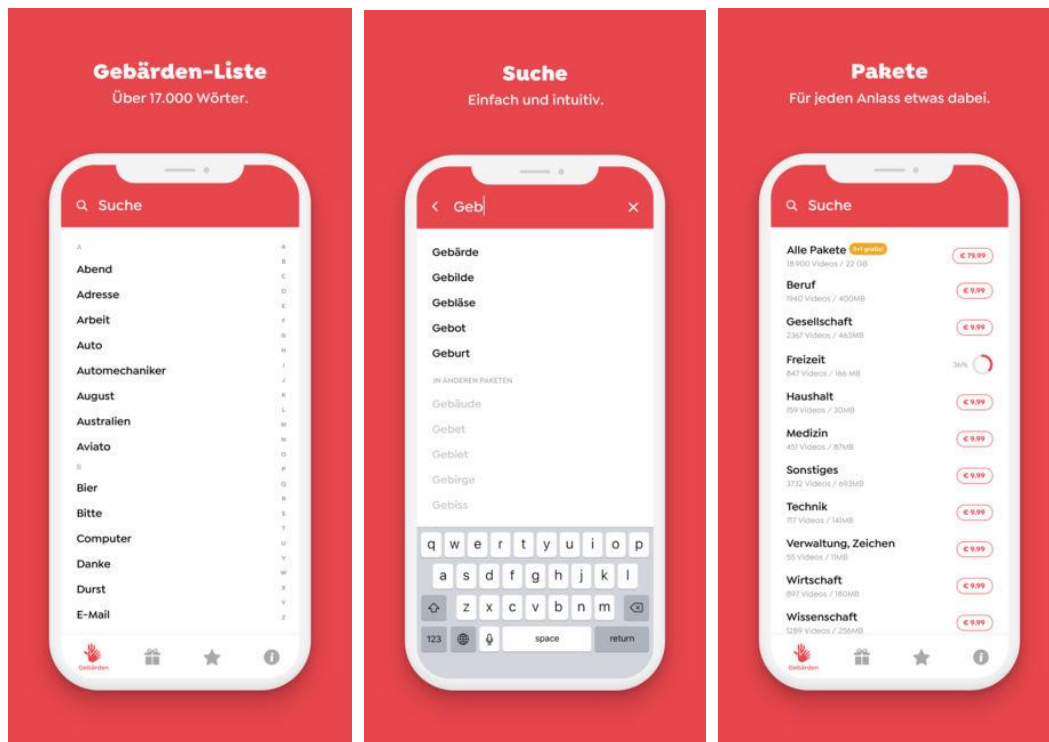 Gebärden-Liste
Über 17.000 Wörter.
Suche
A
Abend
Adresse
Arbeit
Auto
Automechaniker
August
Australien
Aviato
B
Bier
Bitte
Computer
Danke
Durst
E-Mail
A
B
C
D
E
F
G
H
I
J
K
L
M
N
O
P
Q
R
S
T
U
V
W
X
Y
Z
Gebärden
Suche
Einfach und intuitiv.
Geb
Gebärde
Gebilde
Gebläse
Gebot
Geburt
IN ANDEREN PAKETEN
Gebäude
Gebet
Gebiet
Gebirge
Gebiss
q w e r t y u i o p
a s d f g h j k l
z x c v b n m
123 space return
Pakete
Für jeden Anlass etwas dabei.
Suche
Alle Pakete € 79,99
18.900 Videos / 22 GB
Beruf € 9,99
1940 Videos / 400MB
Gesellschaft € 9,99
2367 Videos / 463MB
Freizeit 36%
847 Videos / 166 MB
Haushalt € 9,99
159 Videos / 30MB
Medizin € 9,99
451 Videos / 87MB
Sonstiges € 9,99
3732 Videos / 693MB
Technik € 9,99
717 Videos / 141MB
Verwaltung, Zeichen € 9,99
55 Videos / 11MB
Wirtschaft € 9,99
897 Videos / 180MB
Wissenschaft € 9,99
1289 Videos / 256MB
Gebärden